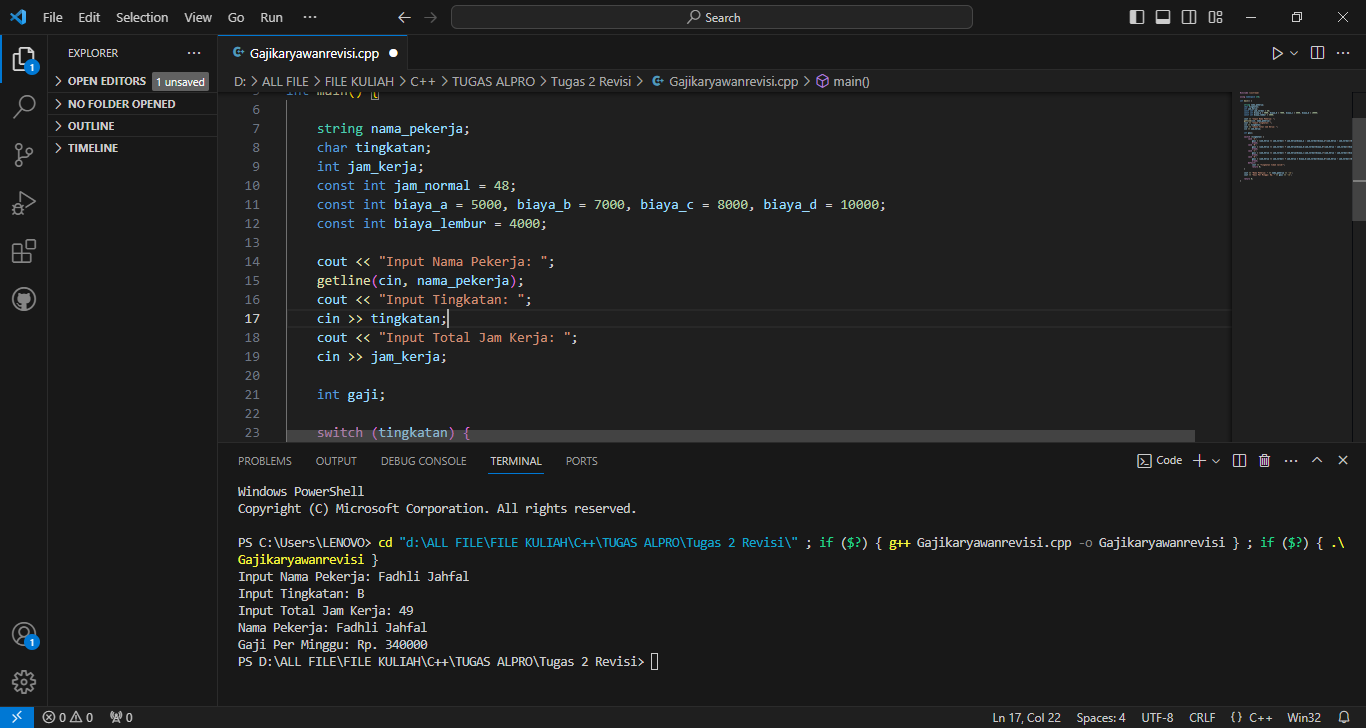 File Edit Selection View Go Run ··· Search
EXPLORER ···
OPEN EDITORS 1 unsaved
NO FOLDER OPENED
OUTLINE
TIMELINE
Gajikaryawanrevisi.cpp
D: > ALL FILE > FILE KULIAH > C++ > TUGAS ALPRO > Tugas 2 Revisi > Gajikaryawanrevisi.cpp > main()
5 int main() {
6
7 string nama_pekerja;
8 char tingkatan;
9 int jam_kerja;
10 const int jam_normal = 48;
11 const int biaya_a = 5000, biaya_b = 7000, biaya_c = 8000, biaya_d = 10000;
12 const int biaya_lembur = 4000;
13
14 cout << "Input Nama Pekerja: ";
15 getline(cin, nama_pekerja);
16 cout << "Input Tingkatan: ";
17 cin >> tingkatan;
18 cout << "Input Total Jam Kerja: ";
19 cin >> jam_kerja;
20
21 int gaji;
22
23 switch (tingkatan) {
PROBLEMS OUTPUT DEBUG CONSOLE TERMINAL PORTS Code
Windows PowerShell
Copyright (C) Microsoft Corporation. All rights reserved.
PS C:\Users\LENOVO> cd "d:\ALL FILE\FILE KULIAH\C++\TUGAS ALPRO\Tugas 2 Revisi\" ; if ($?) { g++ Gajikaryawanrevisi.cpp -o Gajikaryawanrevisi } ; if ($?) { .\
Gajikaryawanrevisi }
Input Nama Pekerja: Fadhli Jahfal
Input Tingkatan: B
Input Total Jam Kerja: 49
Nama Pekerja: Fadhli Jahfal
Gaji Per Minggu: Rp. 340000
PS D:\ALL FILE\FILE KULIAH\C++\TUGAS ALPRO\Tugas 2 Revisi>
1
1
0 0 0 Ln 17, Col 22 Spaces: 4 UTF-8 CRLF {} C++ Win32